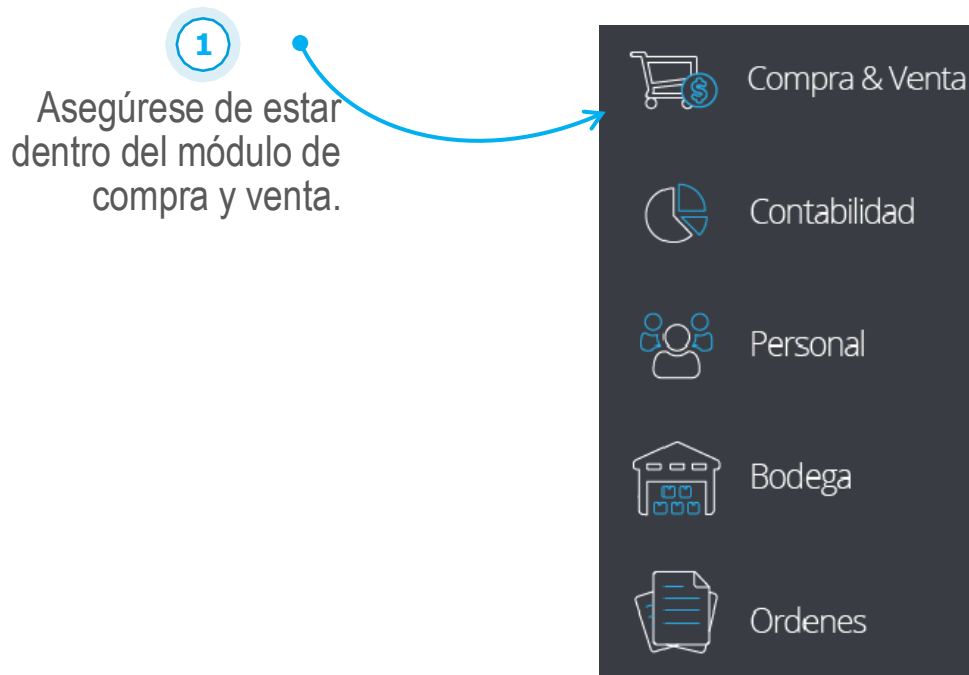 1
Asegúrese de estar
dentro del módulo de
compra y venta.
Compra & Venta
Contabilidad
Personal
Bodega
Ordenes